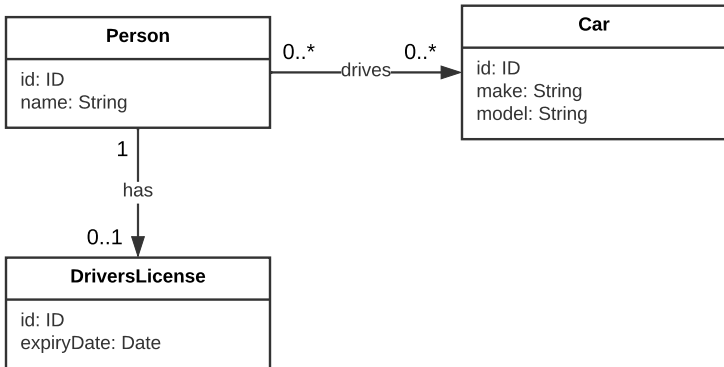 Person
id: ID
name: String
0..*
drives
0..*
Car
id: ID
make: String
model: String
1
has
0..1
DriversLicense
id: ID
expiryDate: Date